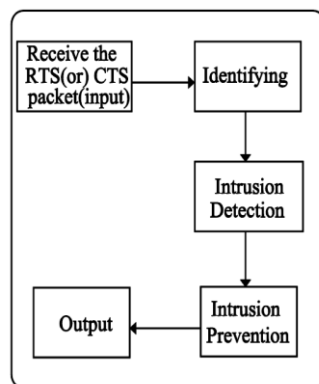 Receive the
RTS(or) CTS
packet(input)
Identifying
Intrusion
Detection
Intrusion
Prevention
Output